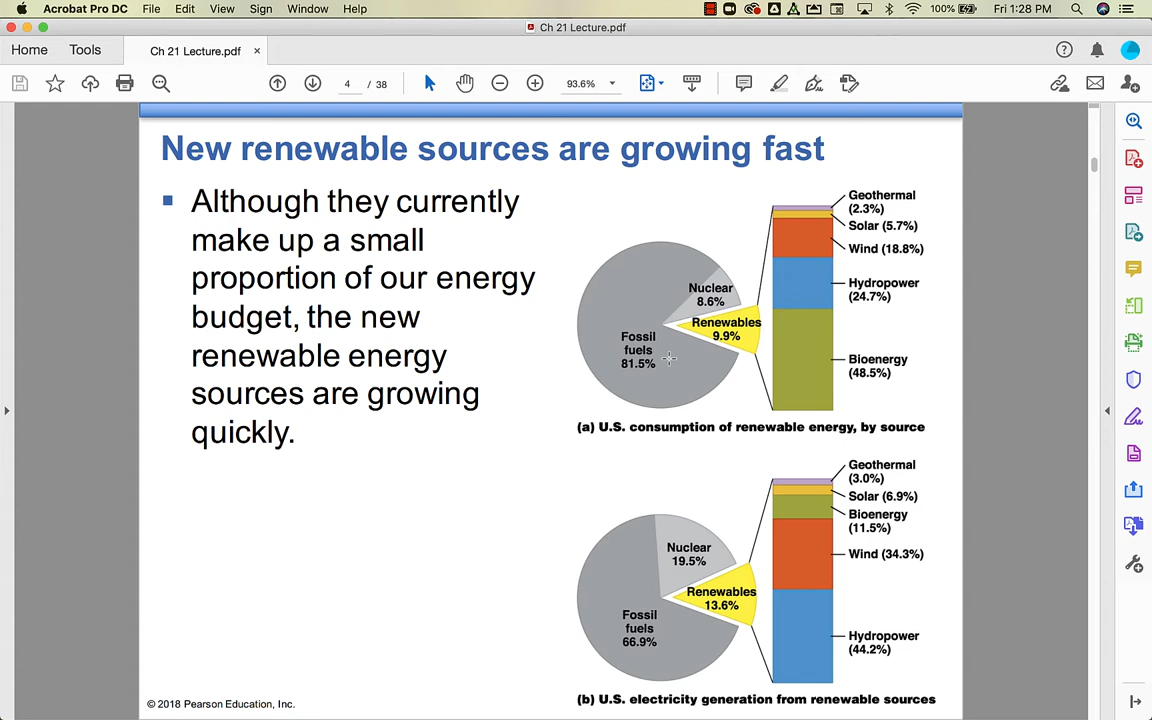 Acrobat Pro DC File Edit View Sign Window Help 100% Fri 1:28 PM
Ch 21 Lecture.pdf
Home Tools Ch 21 Lecture.pdf ×
4 / 38 93.6%
New renewable sources are growing fast
Although they currently
make up a small
proportion of our energy
budget, the new
renewable energy
sources are growing
quickly.
Geothermal
(2.3%)
Solar (5.7%)
Wind (18.8%)
Hydropower
(24.7%)
Bioenergy
(48.5%)
Nuclear
8.6%
Renewables
9.9%
Fossil
fuels
81.5%
(a) U.S. consumption of renewable energy, by source
Geothermal
(3.0%)
Solar (6.9%)
Bioenergy
(11.5%)
Wind (34.3%)
Hydropower
(44.2%)
Nuclear
19.5%
Renewables
13.6%
Fossil
fuels
66.9%
(b) U.S. electricity generation from renewable sources
© 2018 Pearson Education, Inc.